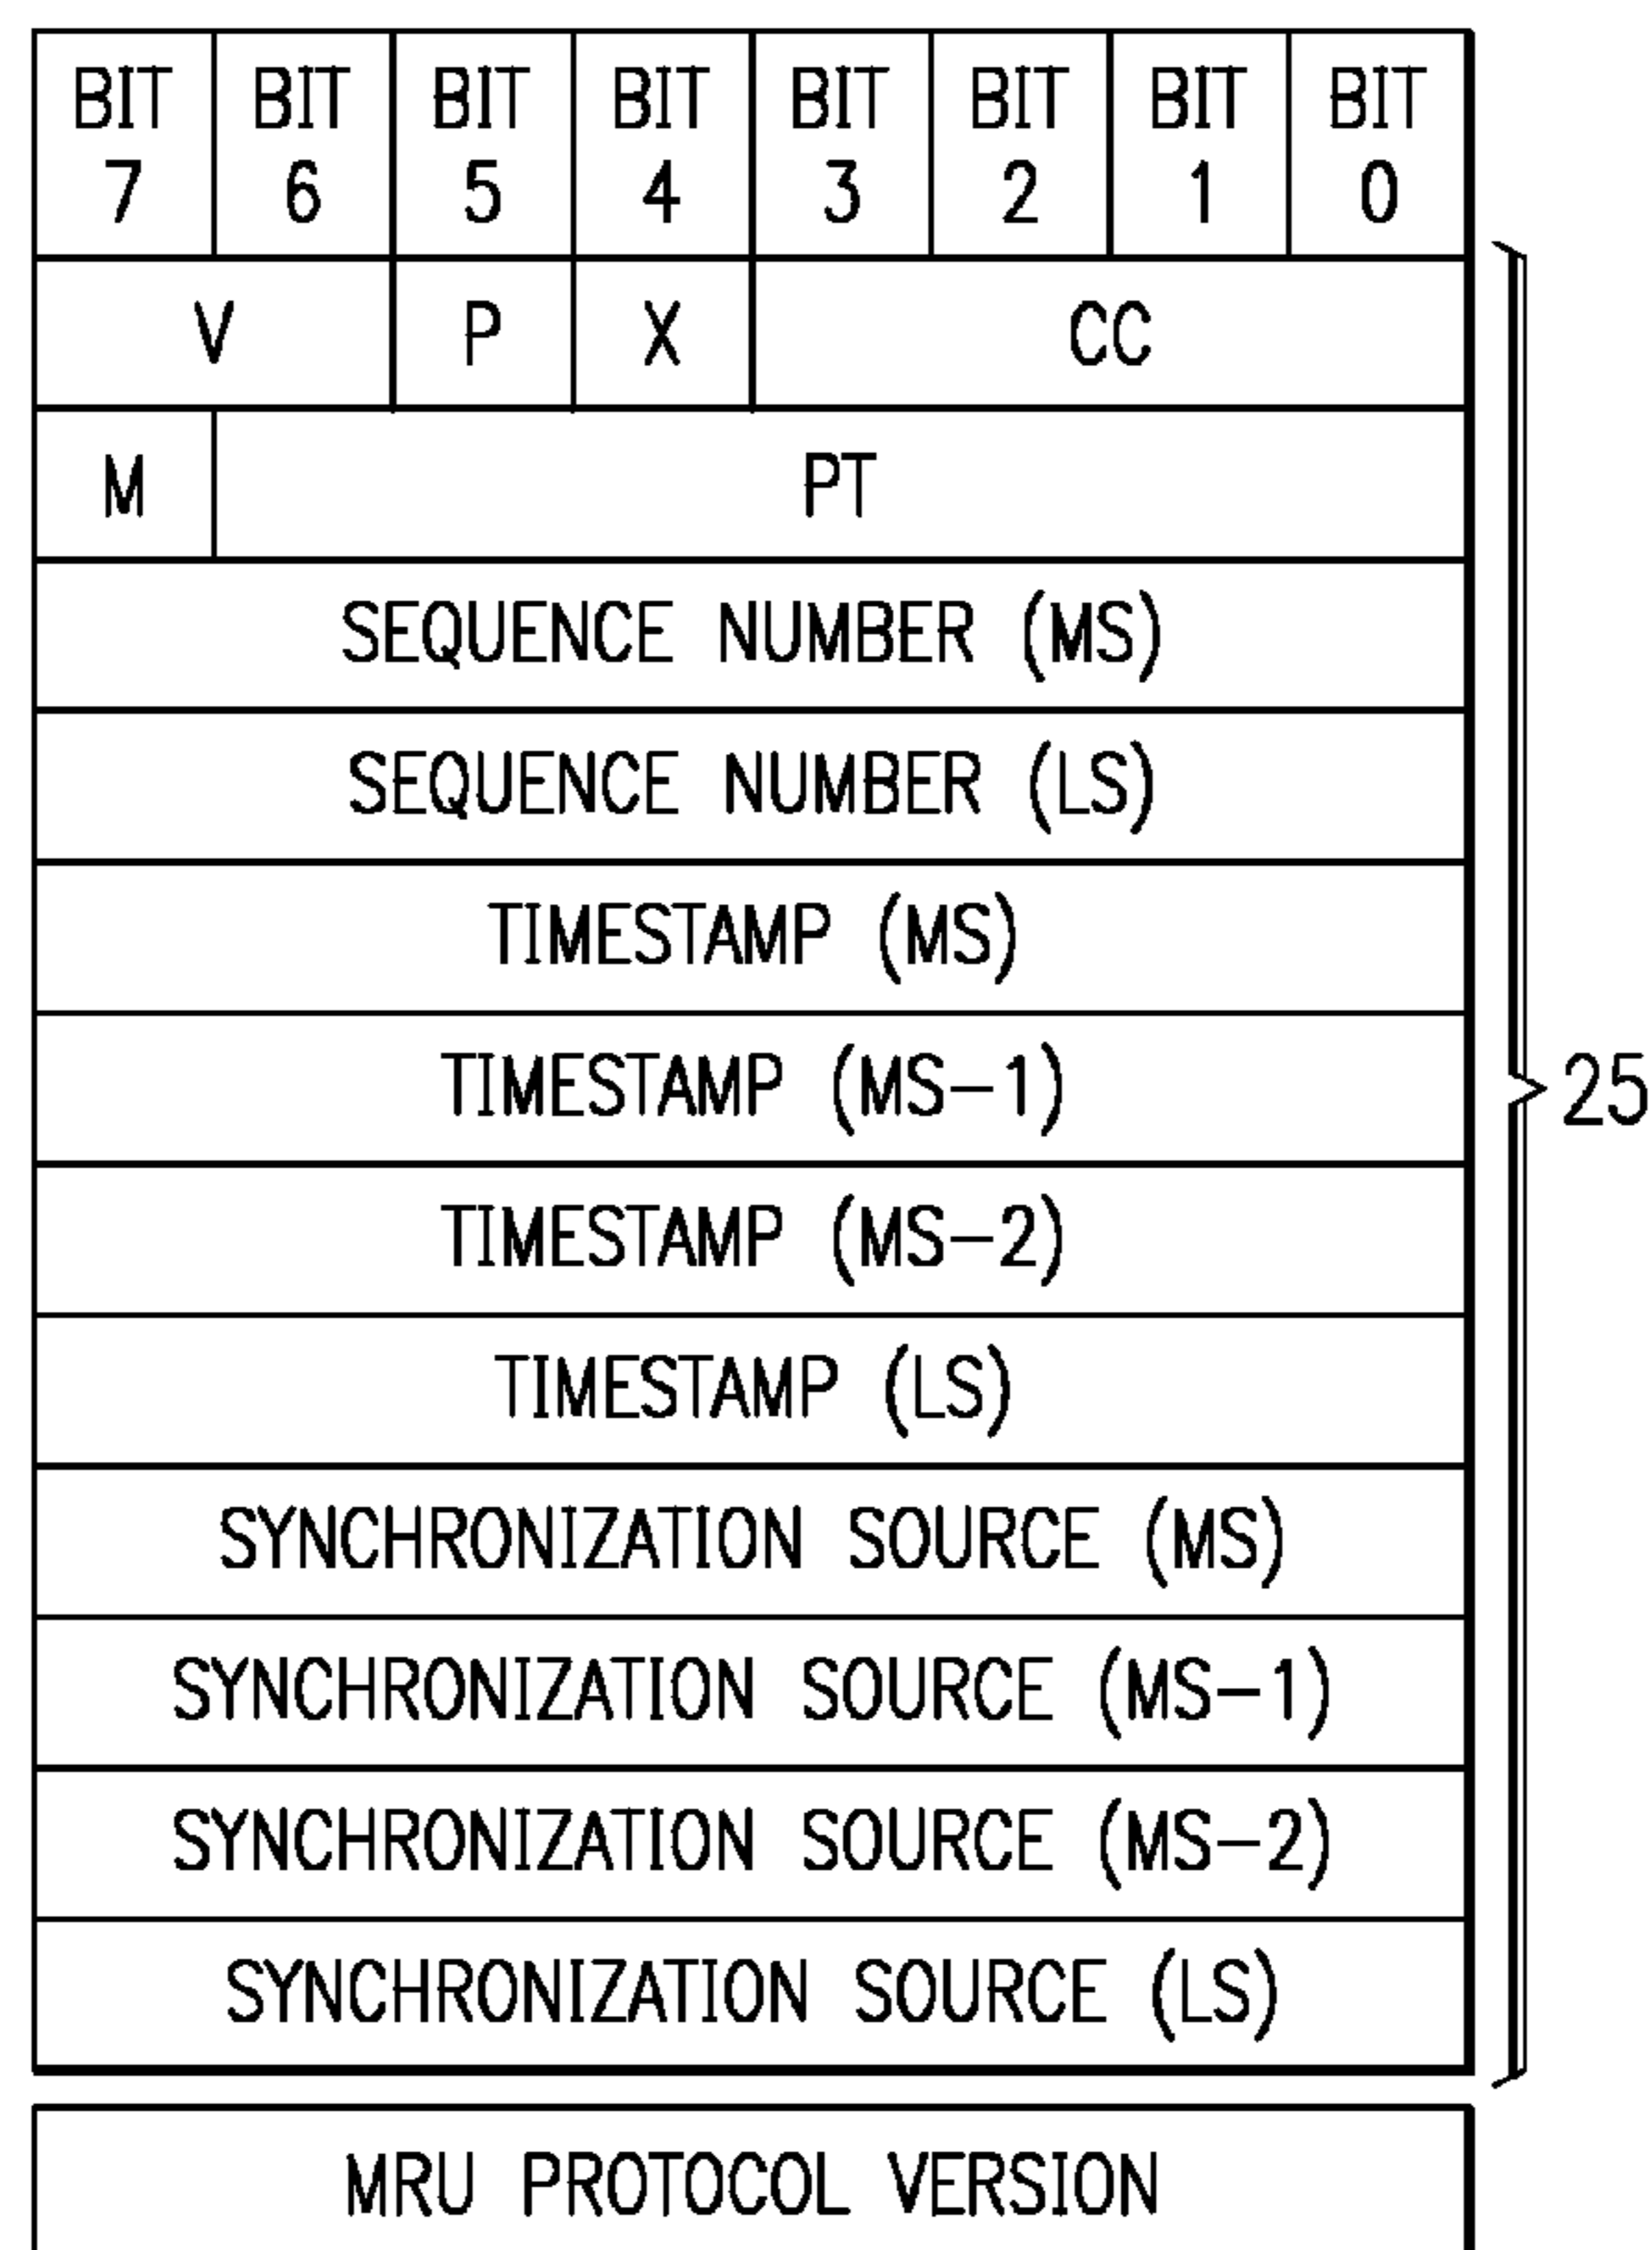 BIT BIT BIT BIT BIT BIT BIT BIT
7 6 5 4 3 2 1 0
V P X CC
M PT
SEQUENCE NUMBER (MS)
SEQUENCE NUMBER (LS)
TIMESTAMP (MS)
TIMESTAMP (MS-1)
25
TIMESTAMP (MS-2)
TIMESTAMP (LS)
SYNCHRONIZATION SOURCE (MS)
SYNCHRONIZATION SOURCE (MS-1)
SYNCHRONIZATION SOURCE (MS-2)
SYNCHRONIZATION SOURCE (LS)
MRU PROTOCOL VERSION